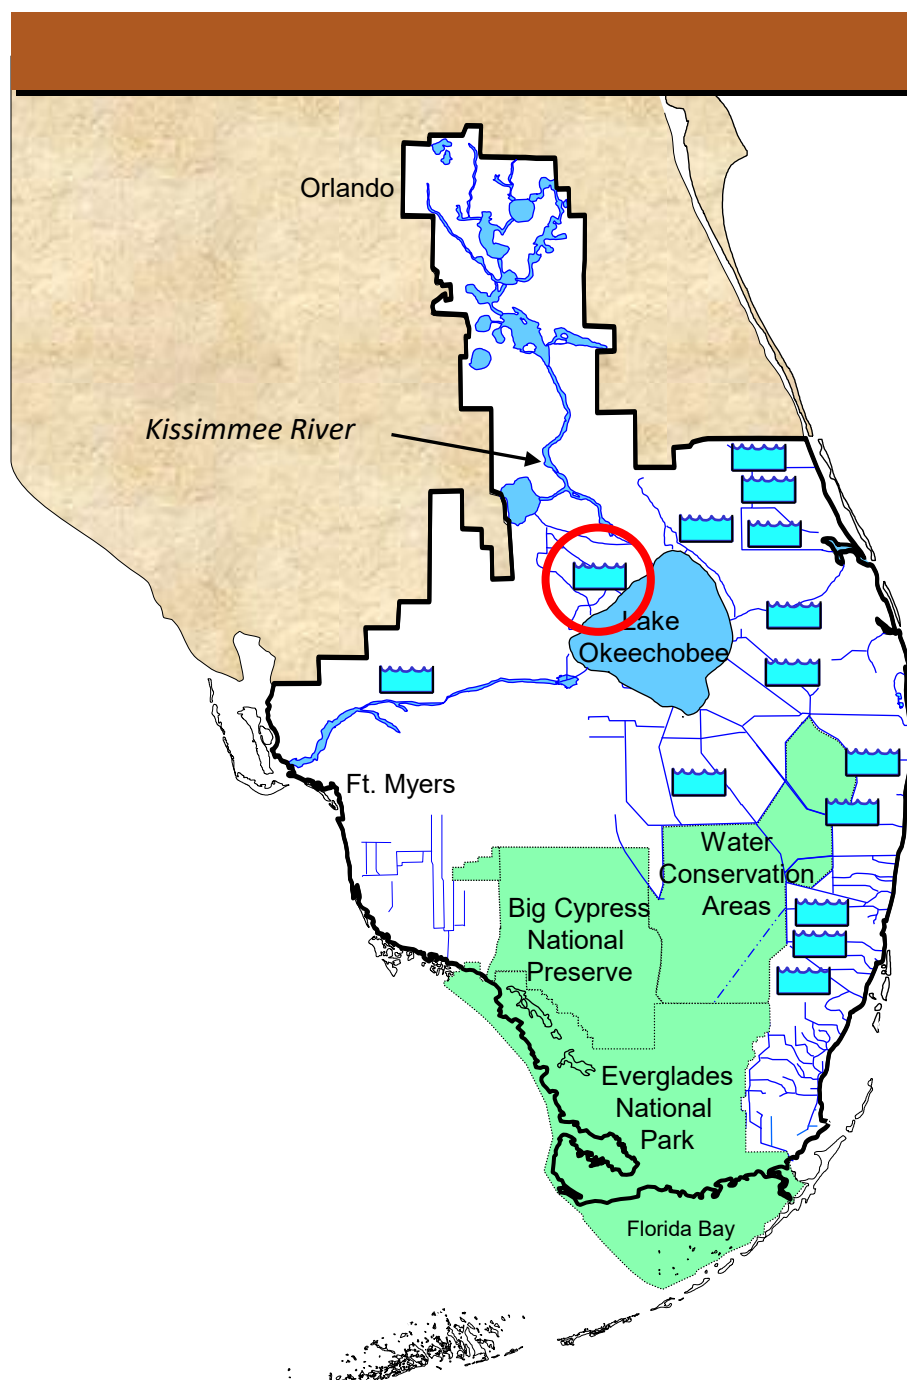 Orlando
Kissimmee River
Lake
Okeechobee
Ft. Myers
Water
Conservation
Areas
Big Cypress
National
Preserve
Everglades
National
Park
Florida Bay